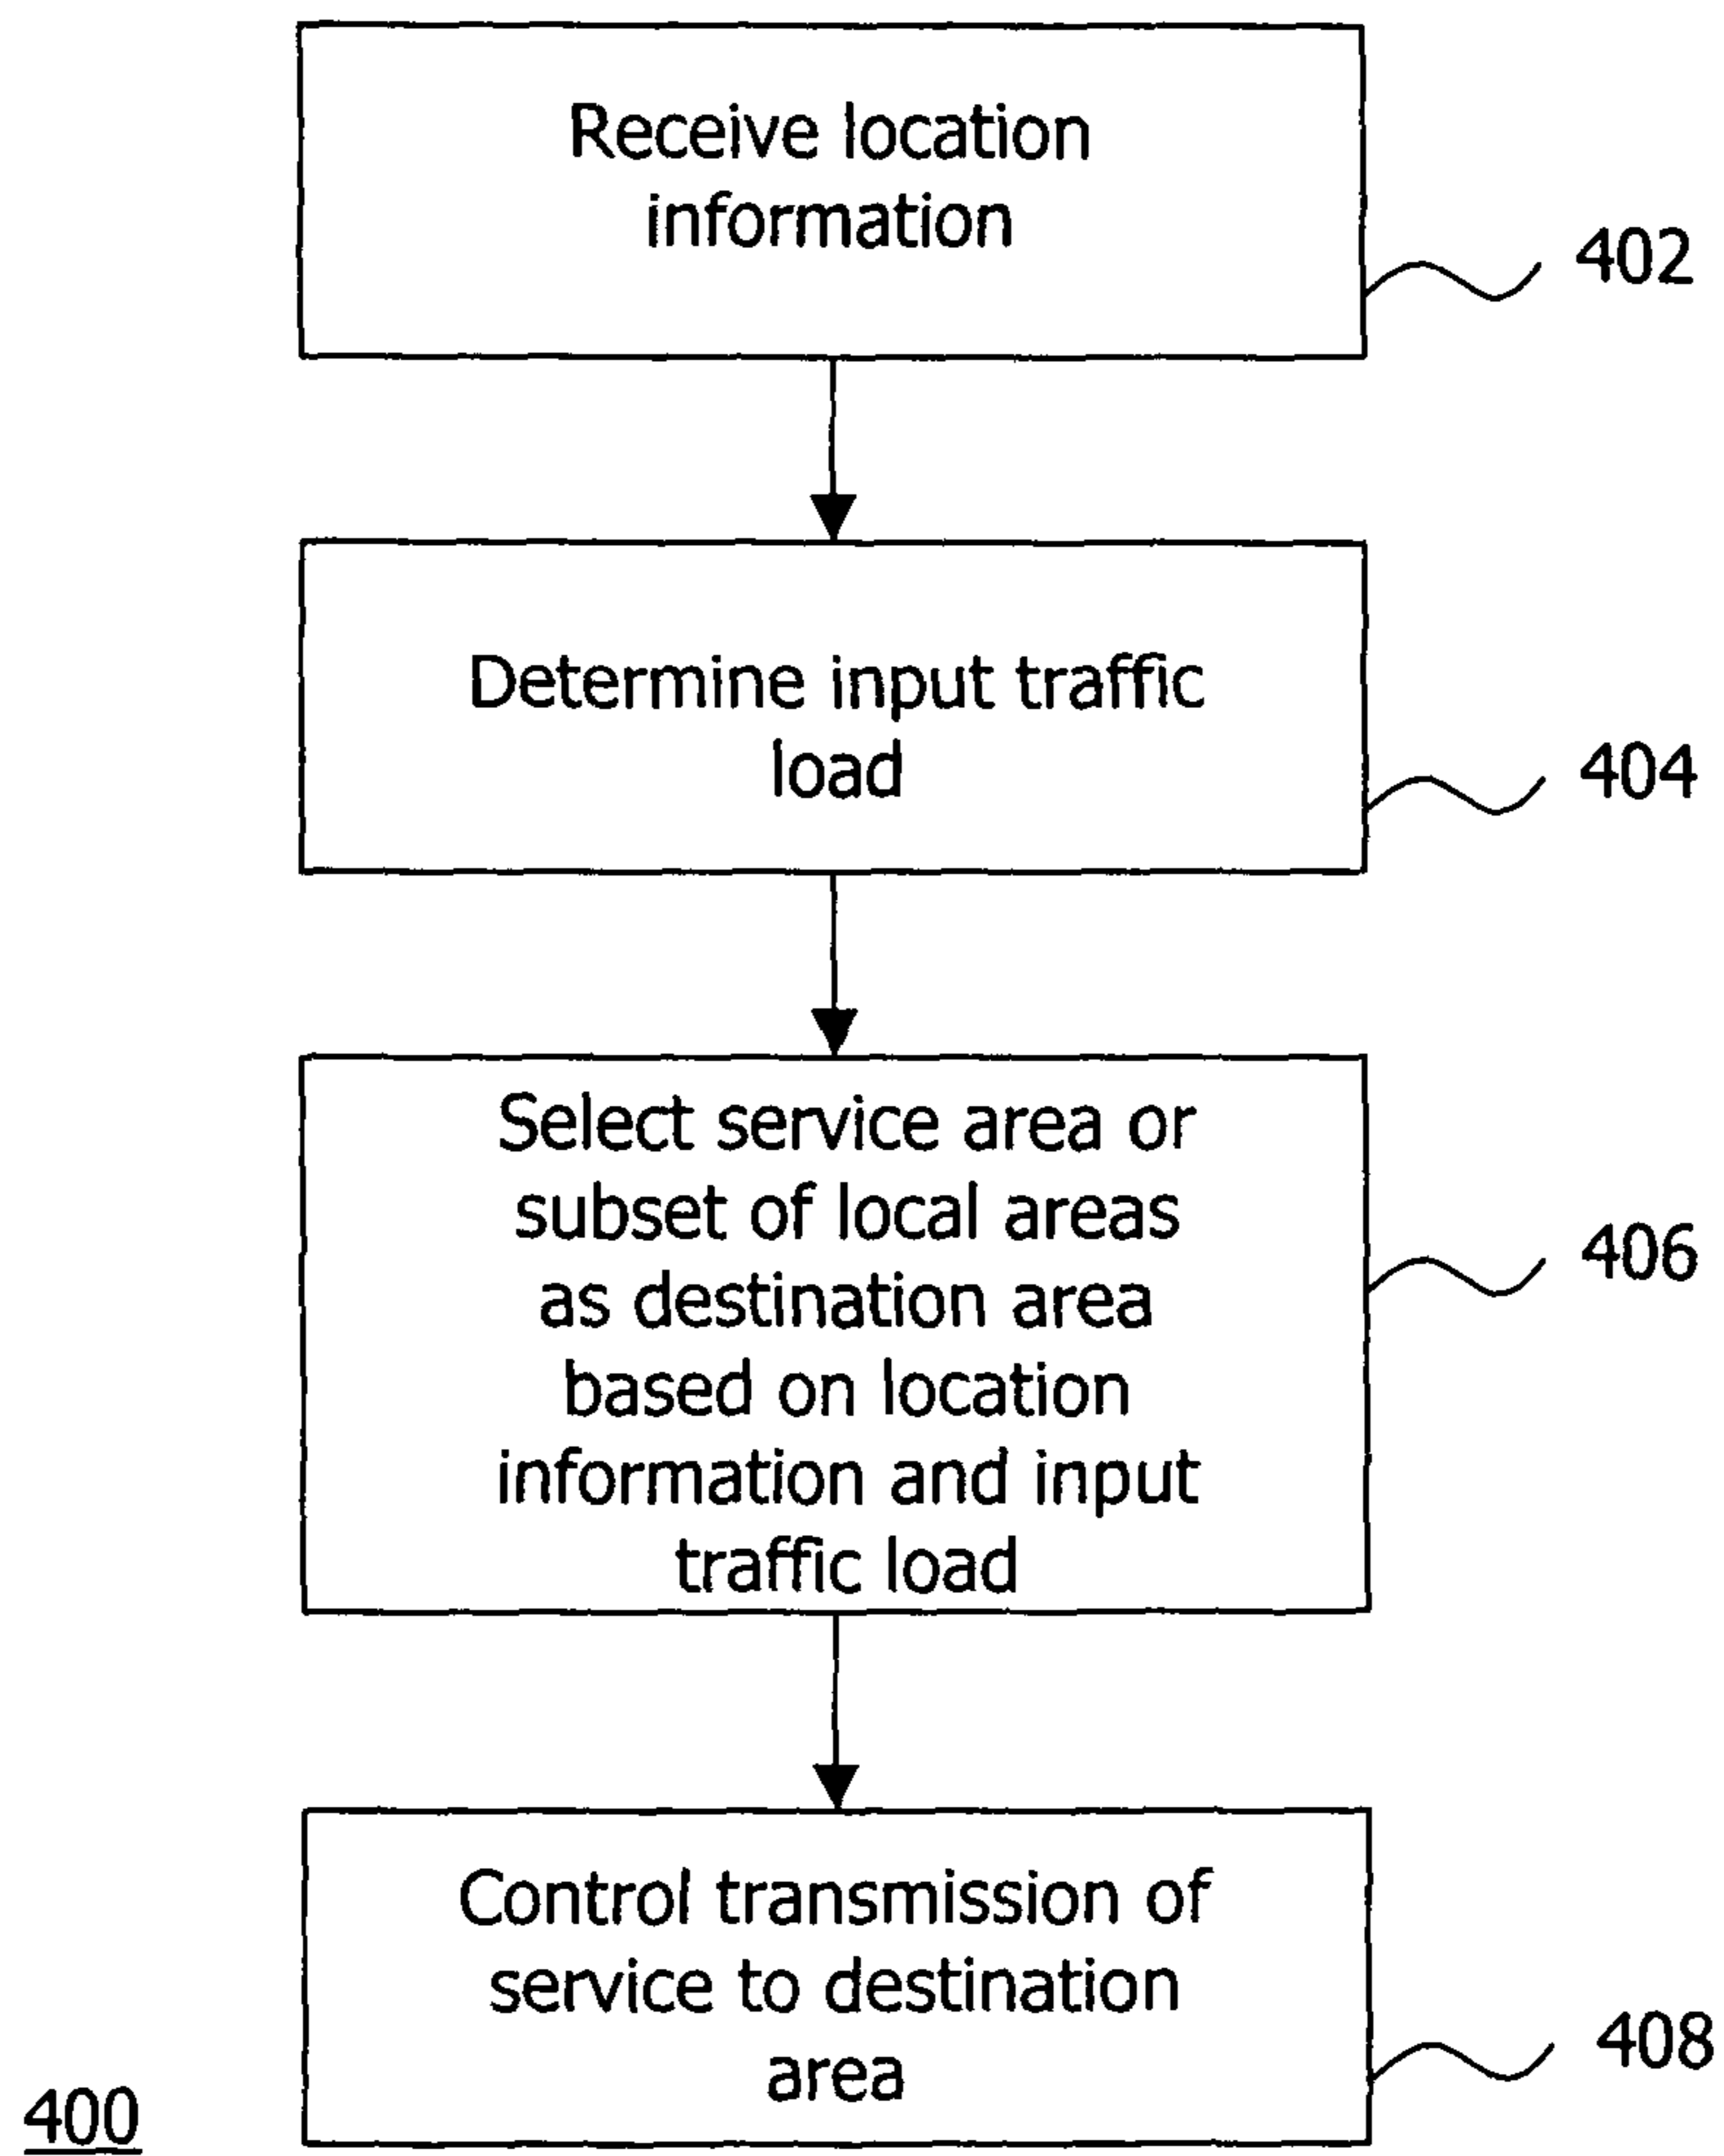 Receive location
information
402
Determine input traffic
load
404
Select service area or
subset of local areas
as destination area
based on location
information and input
traffic load
406
Control transmission of
service to destination
area
408
400